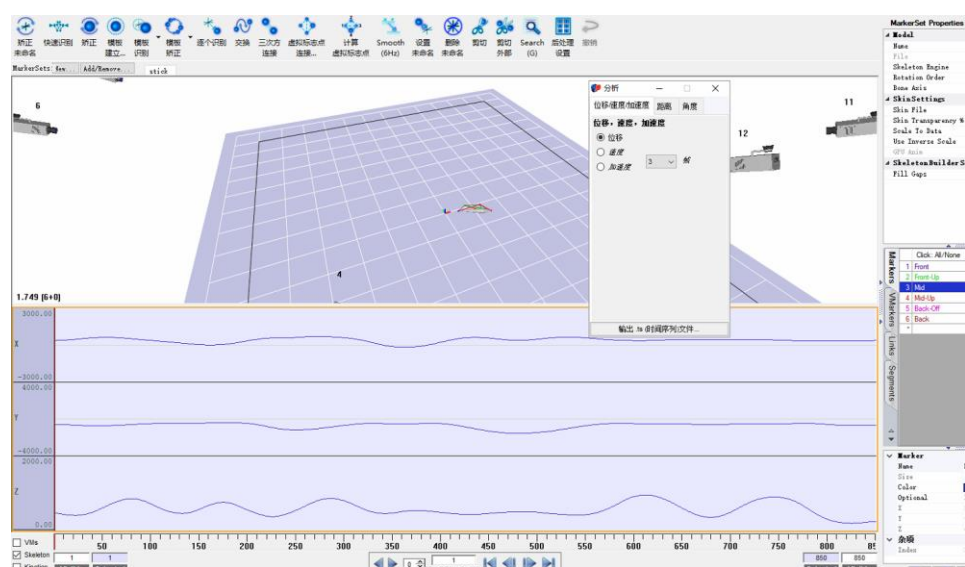 矫正 快速识别 矫正 模板 模板 模板 逐个识别 交换 三次方 虚拟标志点 计算 Smooth 设置 删除 剪切 剪切 Search 后处理 撤销
未命名 建立... 识别 矫正 连接 连接... 虚拟标志点 (6Hz) 未命名 未命名 外部 (G) 设置
MarkerSets: New... Add/Remove... stick
6
11
12
4
1.749 (6+0)
分析
位移/速度/加速度 距离 角度
位移, 速度, 加速度
位移
速度
加速度
3 帧
输出 .ts (时间序列)文件...
MarkerSet Properties
Model
Name
File
Skeleton Engine
Rotation Order
Bone Axis
SkinSettings
Skin File
Skin Transparency %
Scale To Data
Use Inverse Scale
GPU Anim
SkeletonBuilder S
Fill Gaps
Markers
VMarkers
Links
Segments
Click: All/None
1 Front
2 Front-Up
3 Mid
4 Mid-Up
5 Back-Off
6 Back
*
Marker
Name
Size
Color
Optional
X
Y
Z
杂项
Index
3000.00
X
-3000.00
4000.00
Y
-4000.00
2000.00
Z
0.00
VMs
Skeleton
50 100 150 200 250 300 350 400 450 500 550 600 650 700 750 800 85
1 1 0 1 850 850